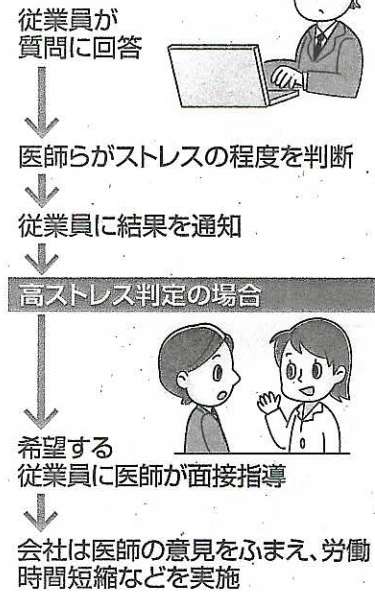 従業員が
質問に回答
医師らがストレスの程度を判断
従業員に結果を通知
高ストレス判定の場合
希望する
従業員に医師が面接指導
会社は医師の意見をふまえ、労働
時間短縮などを実施